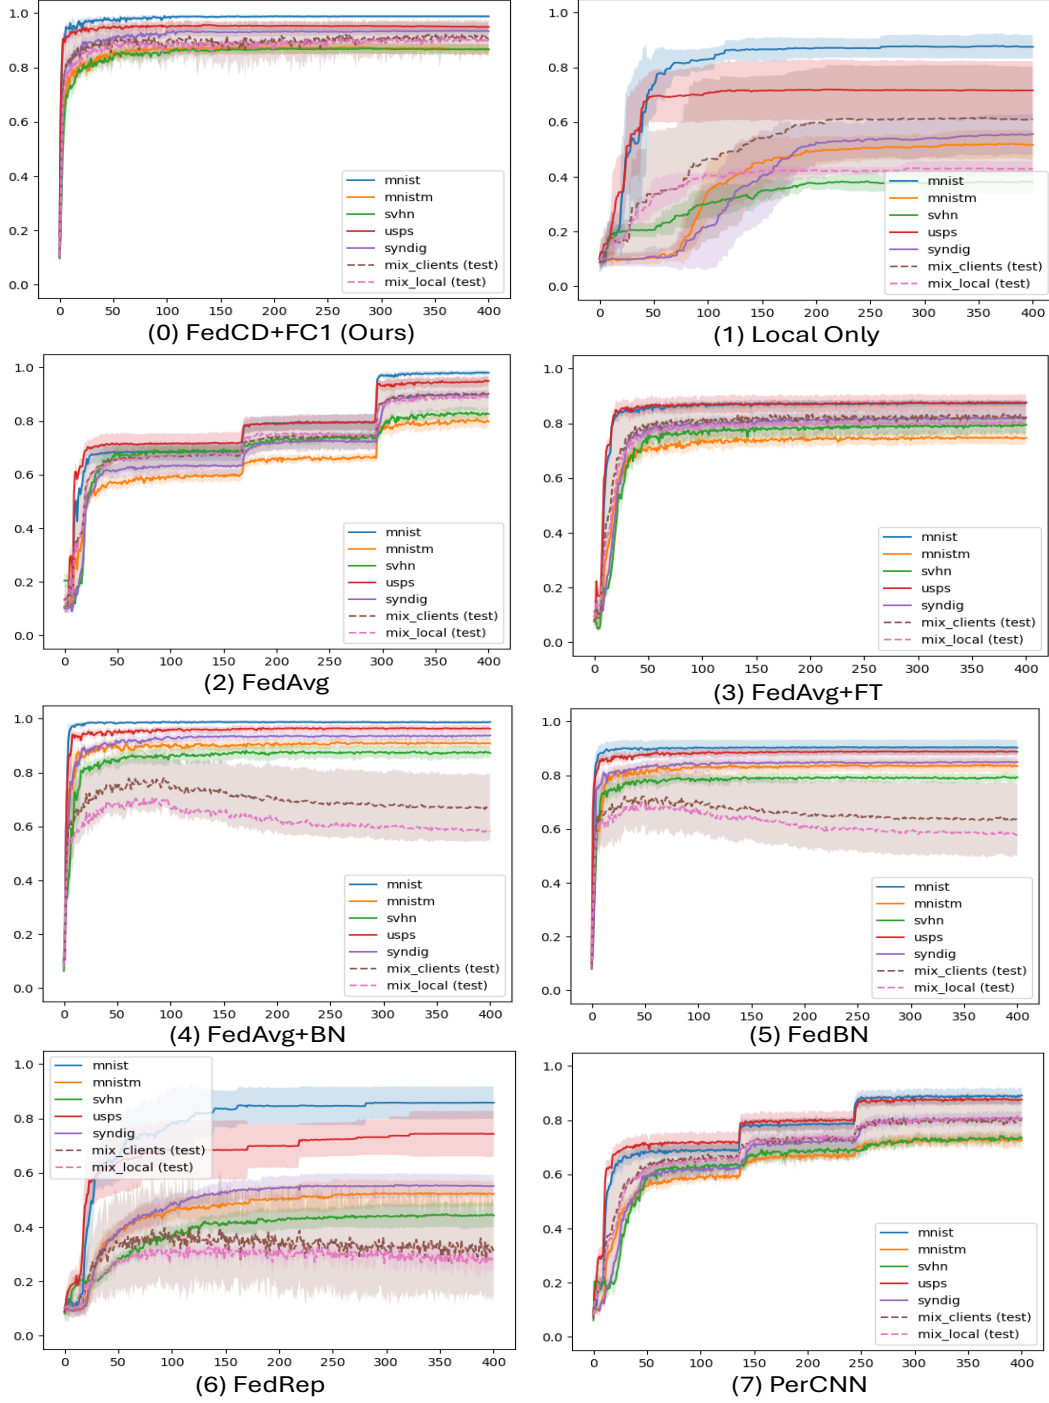 1.0
0.8
0.6
0.4
0.2
0.0
mnist
mnistm
svhn
usps
syndig
mix_clients (test)
mix_local (test)
0 50 100 150 200 250 300 350 400
(0) FedCD+FC1 (Ours)
1.0
0.8
0.6
0.4
0.2
0.0
mnist
mnistm
svhn
usps
syndig
mix_clients (test)
mix_local (test)
0 50 100 150 200 250 300 350 400
(1) Local Only
1.0
0.8
0.6
0.4
0.2
0.0
mnist
mnistm
svhn
usps
syndig
mix_clients (test)
mix_local (test)
0 50 100 150 200 250 300 350 400
(2) FedAvg
1.0
0.8
0.6
0.4
0.2
0.0
mnist
mnistm
svhn
usps
syndig
mix_clients (test)
mix_local (test)
0 50 100 150 200 250 300 350 400
(3) FedAvg+FT
1.0
0.8
0.6
0.4
0.2
0.0
mnist
mnistm
svhn
usps
syndig
mix_clients (test)
mix_local (test)
0 50 100 150 200 250 300 350 400
(4) FedAvg+BN
1.0
0.8
0.6
0.4
0.2
0.0
mnist
mnistm
svhn
usps
syndig
mix_clients (test)
mix_local (test)
0 50 100 150 200 250 300 350 400
(5) FedBN
1.0
0.8
0.6
0.4
0.2
0.0
mnist
mnistm
svhn
usps
syndig
mix_clients (test)
mix_local (test)
0 50 100 150 200 250 300 350 400
(6) FedRep
1.0
0.8
0.6
0.4
0.2
0.0
mnist
mnistm
svhn
usps
syndig
mix_clients (test)
mix_local (test)
0 50 100 150 200 250 300 350 400
(7) PerCNN